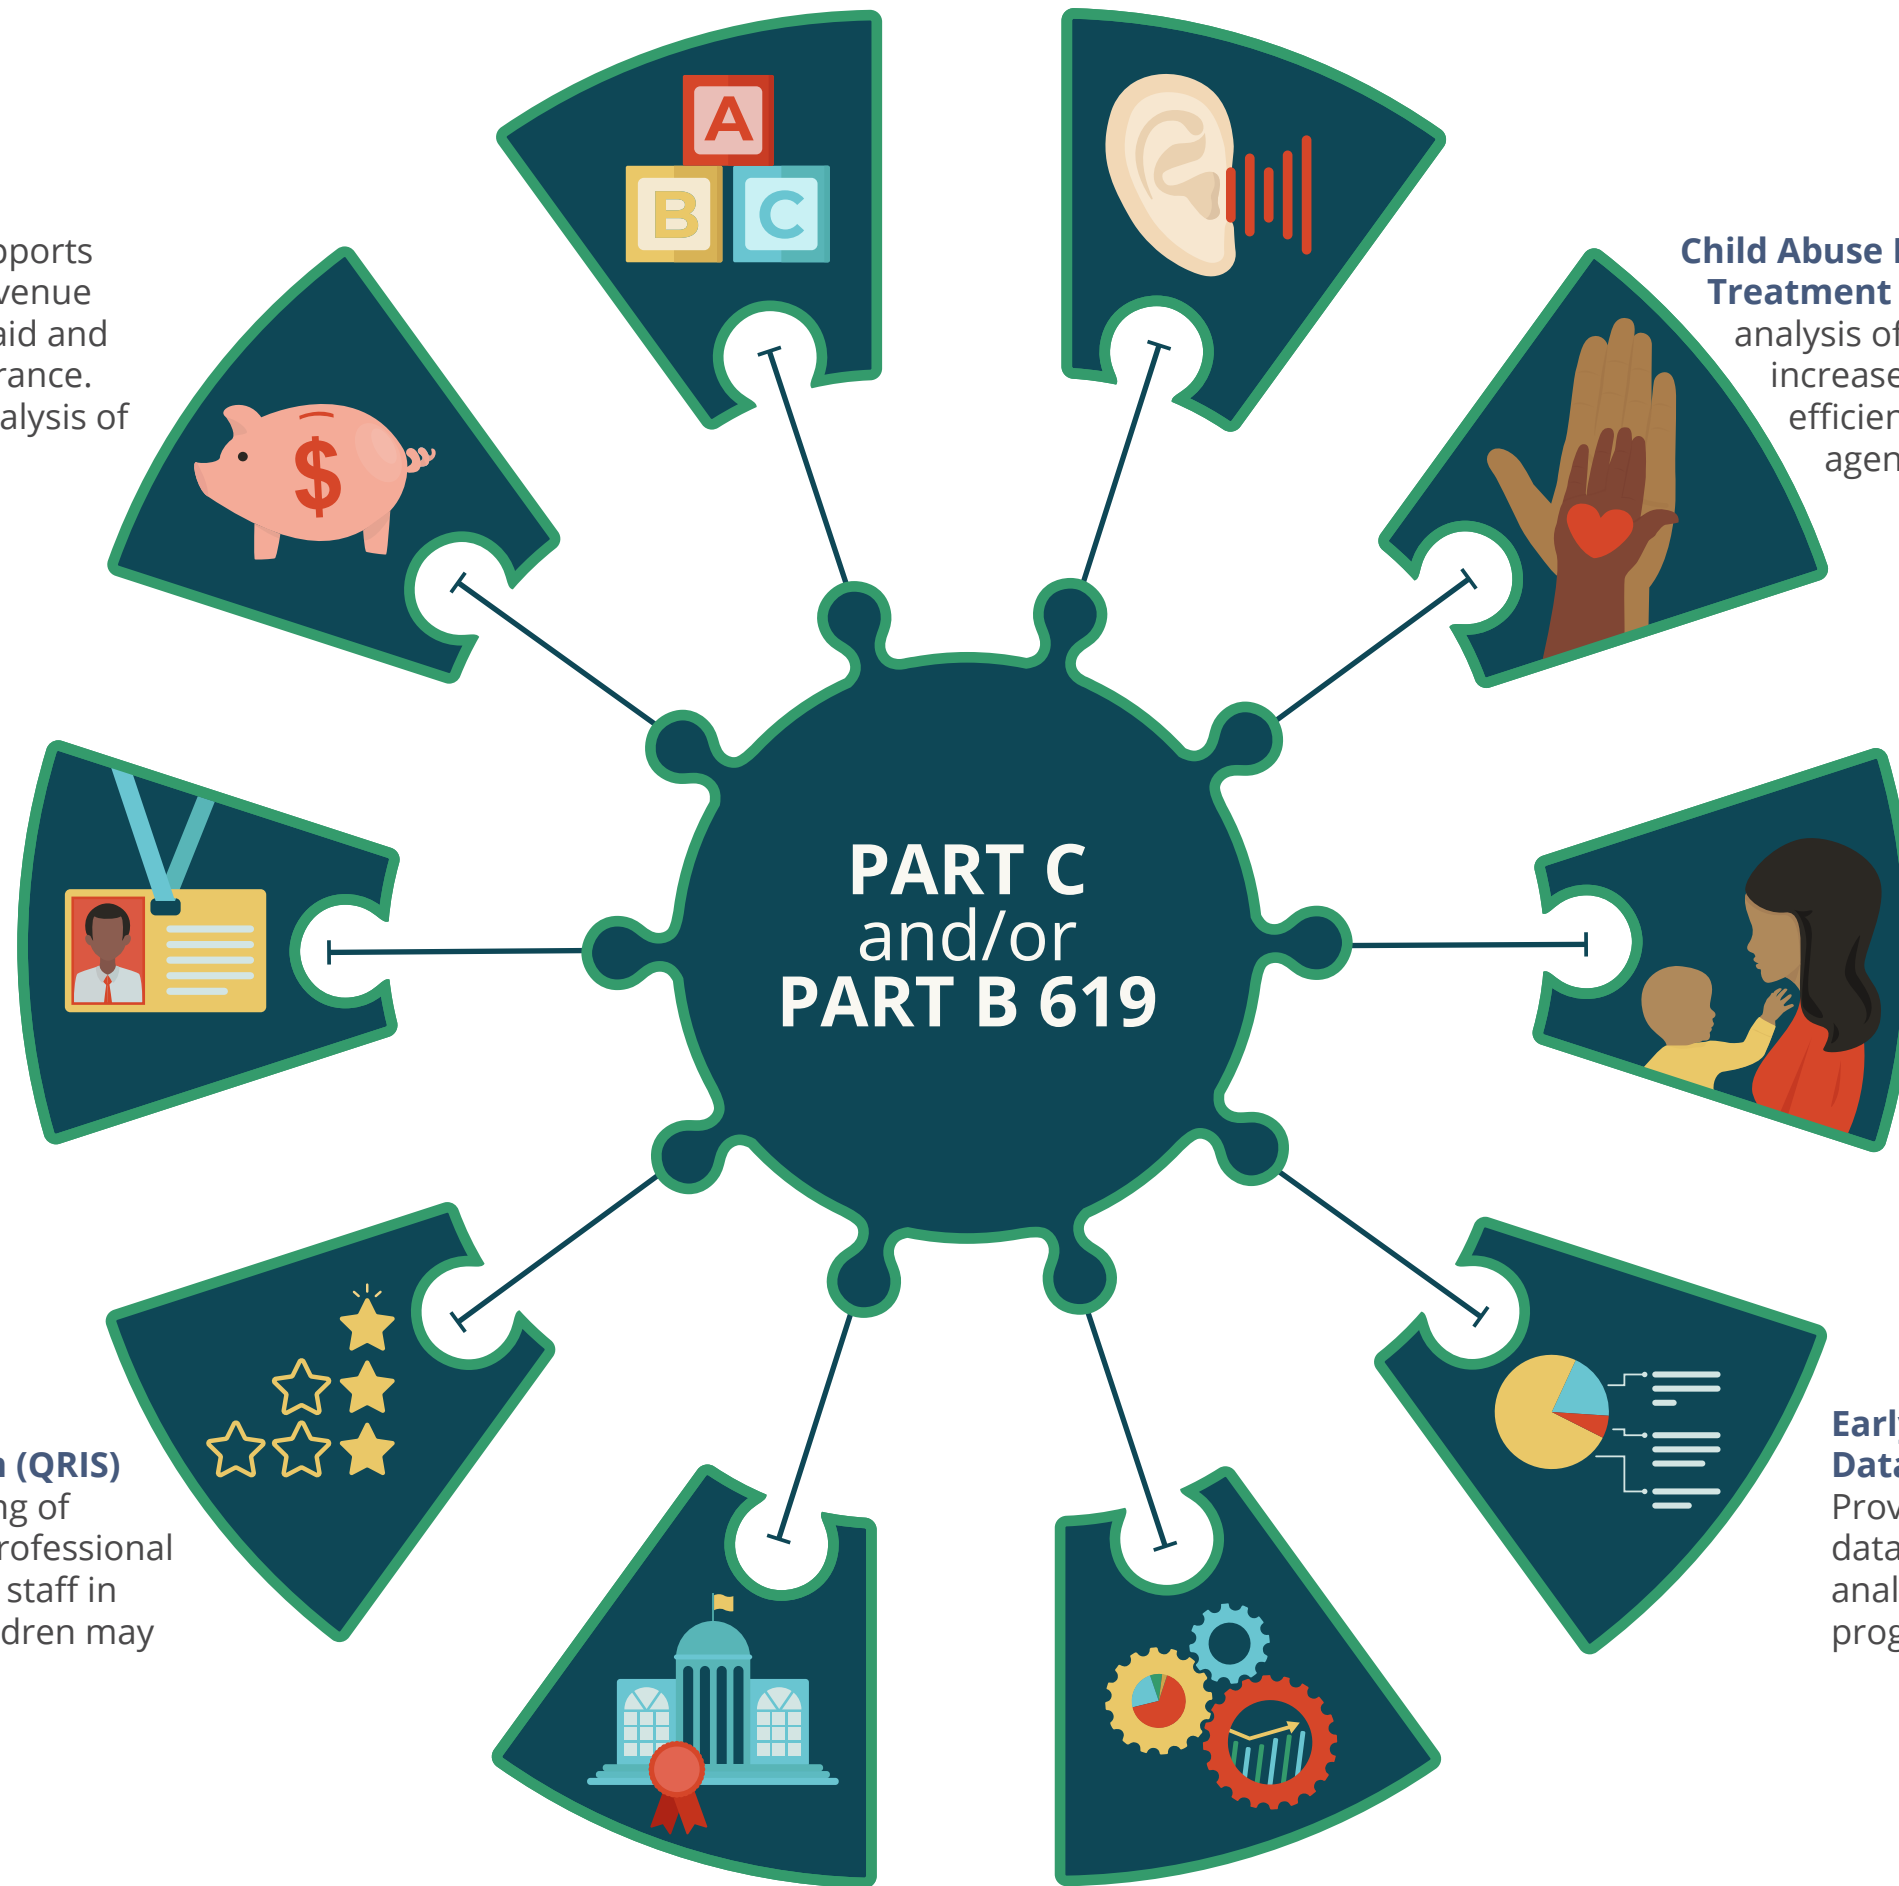 A
B C
$
pports
venue
aid and
rance.
alysis of
Child Abuse
Treatment
analysis of
increase
efficien
agen
PART C
and/or
PART B 619
n (QRIS)
ng of
rofessional
staff in
dren may
Early
Data
Prov
data
anal
prog